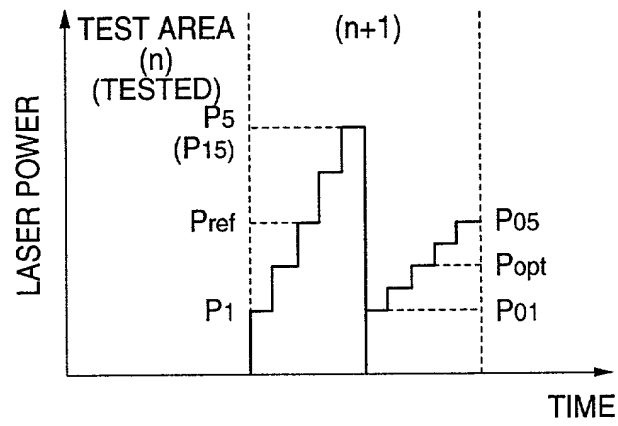 TEST AREA
(n)
(TESTED)
(n+1)
P5
(P15)
Pref
P1
P05
Popt
P01
LASER POWER
TIME